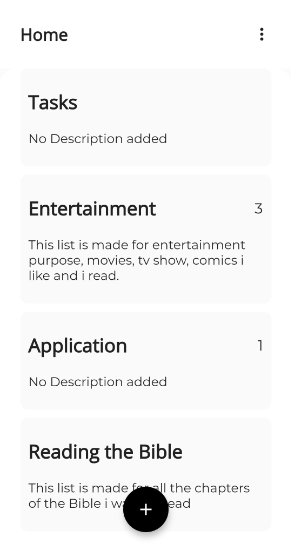 Home
Tasks
No Description added
Entertainment 3
This list is made for entertainment
purpose, movies, tv show, comics i
like and i read.
Application 1
No Description added
Reading the Bible
This list is made for all the chapters
of the Bible i ead